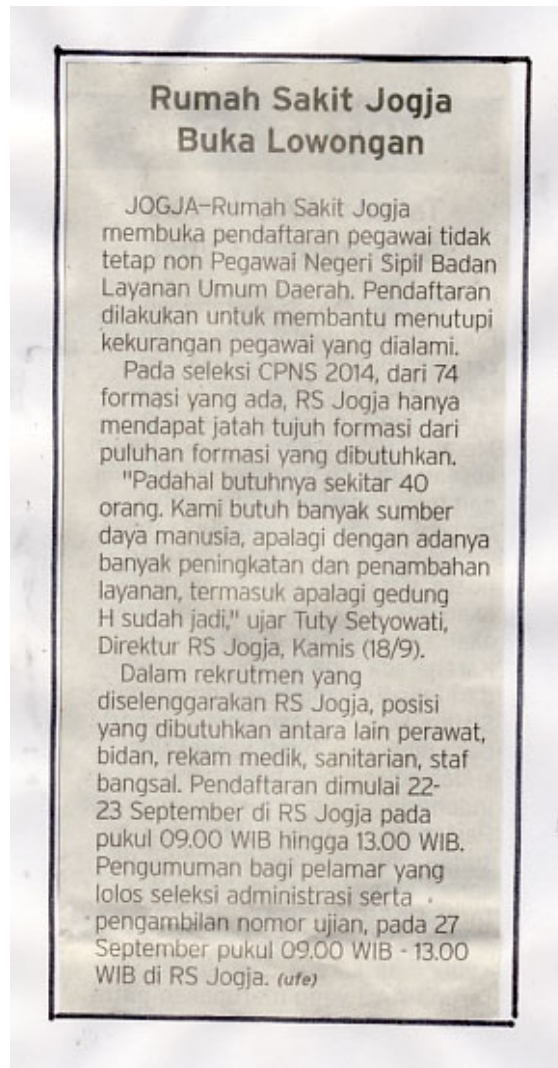 Rumah Sakit Jogja
Buka Lowongan
JOGJA–Rumah Sakit Jogja
membuka pendaftaran pegawai tidak
tetap non Pegawai Negeri Sipil Badan
Layanan Umum Daerah. Pendaftaran
dilakukan untuk membantu menutupi
kekurangan pegawai yang dialami.
Pada seleksi CPNS 2014, dari 74
formasi yang ada, RS Jogja hanya
mendapat jatah tujuh formasi dari
puluhan formasi yang dibutuhkan.
"Padahal butuhnya sekitar 40
orang. Kami butuh banyak sumber
daya manusia, apalagi dengan adanya
banyak peningkatan dan penambahan
layanan, termasuk apalagi gedung
H sudah jadi," ujar Tuty Setyowati,
Direktur RS Jogja, Kamis (18/9).
Dalam rekrutmen yang
diselenggarakan RS Jogja, posisi
yang dibutuhkan antara lain perawat,
bidan, rekam medik, sanitarian, staf
bangsal. Pendaftaran dimulai 22-
23 September di RS Jogja pada
pukul 09.00 WIB hingga 13.00 WIB.
Pengumuman bagi pelamar yang
lolos seleksi administrasi serta
pengambilan nomor ujian, pada 27
September pukul 09.00 WIB - 13.00
WIB di RS Jogja. (ufe)